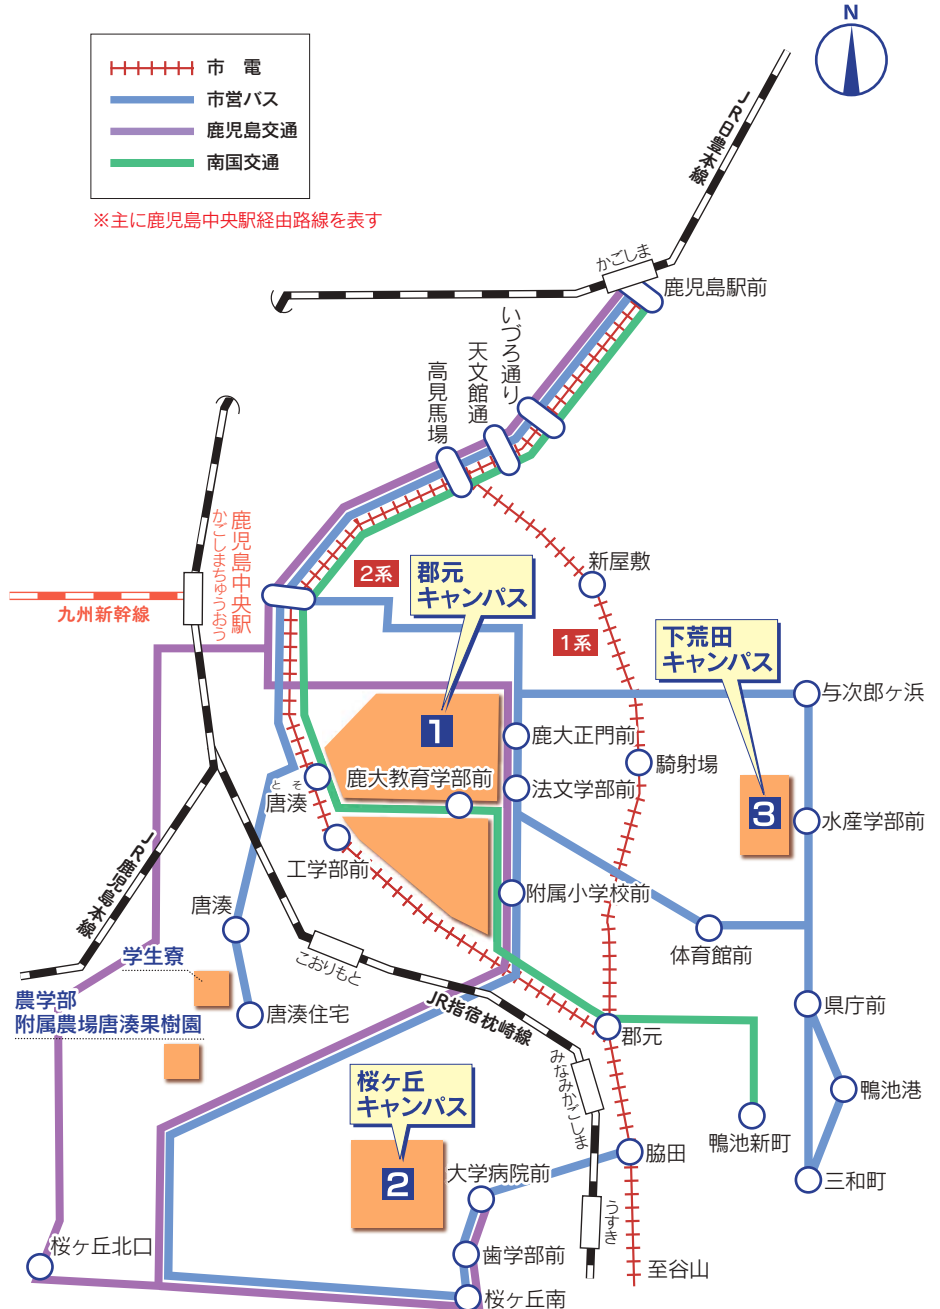 N
市　電
市営バス
鹿児島交通
南国交通
※主に鹿児島中央駅経由路線を表す
JR日豊本線
かごしま
鹿児島駅前
いづろ通り
天文館通
高見馬場
鹿児島中央駅
かごしまちゅうおう
九州新幹線
2系
郡元
キャンパス
新屋敷
1系
下荒田
キャンパス
与次郎ヶ浜
1
鹿大正門前
騎射場
鹿大教育学部前
とそ
唐湊
法文学部前
3
水産学部前
工学部前
JR鹿児島本線
附属小学校前
唐湊
体育館前
こおりもと
学生寮
農学部
附属農場唐湊果樹園
唐湊住宅
JR指宿枕崎線
県庁前
郡元
みなみかごしま
桜ヶ丘
キャンパス
鴨池港
鴨池新町
脇田
大学病院前
2
三和町
うすき
桜ヶ丘北口
歯学部前
至谷山
桜ヶ丘南